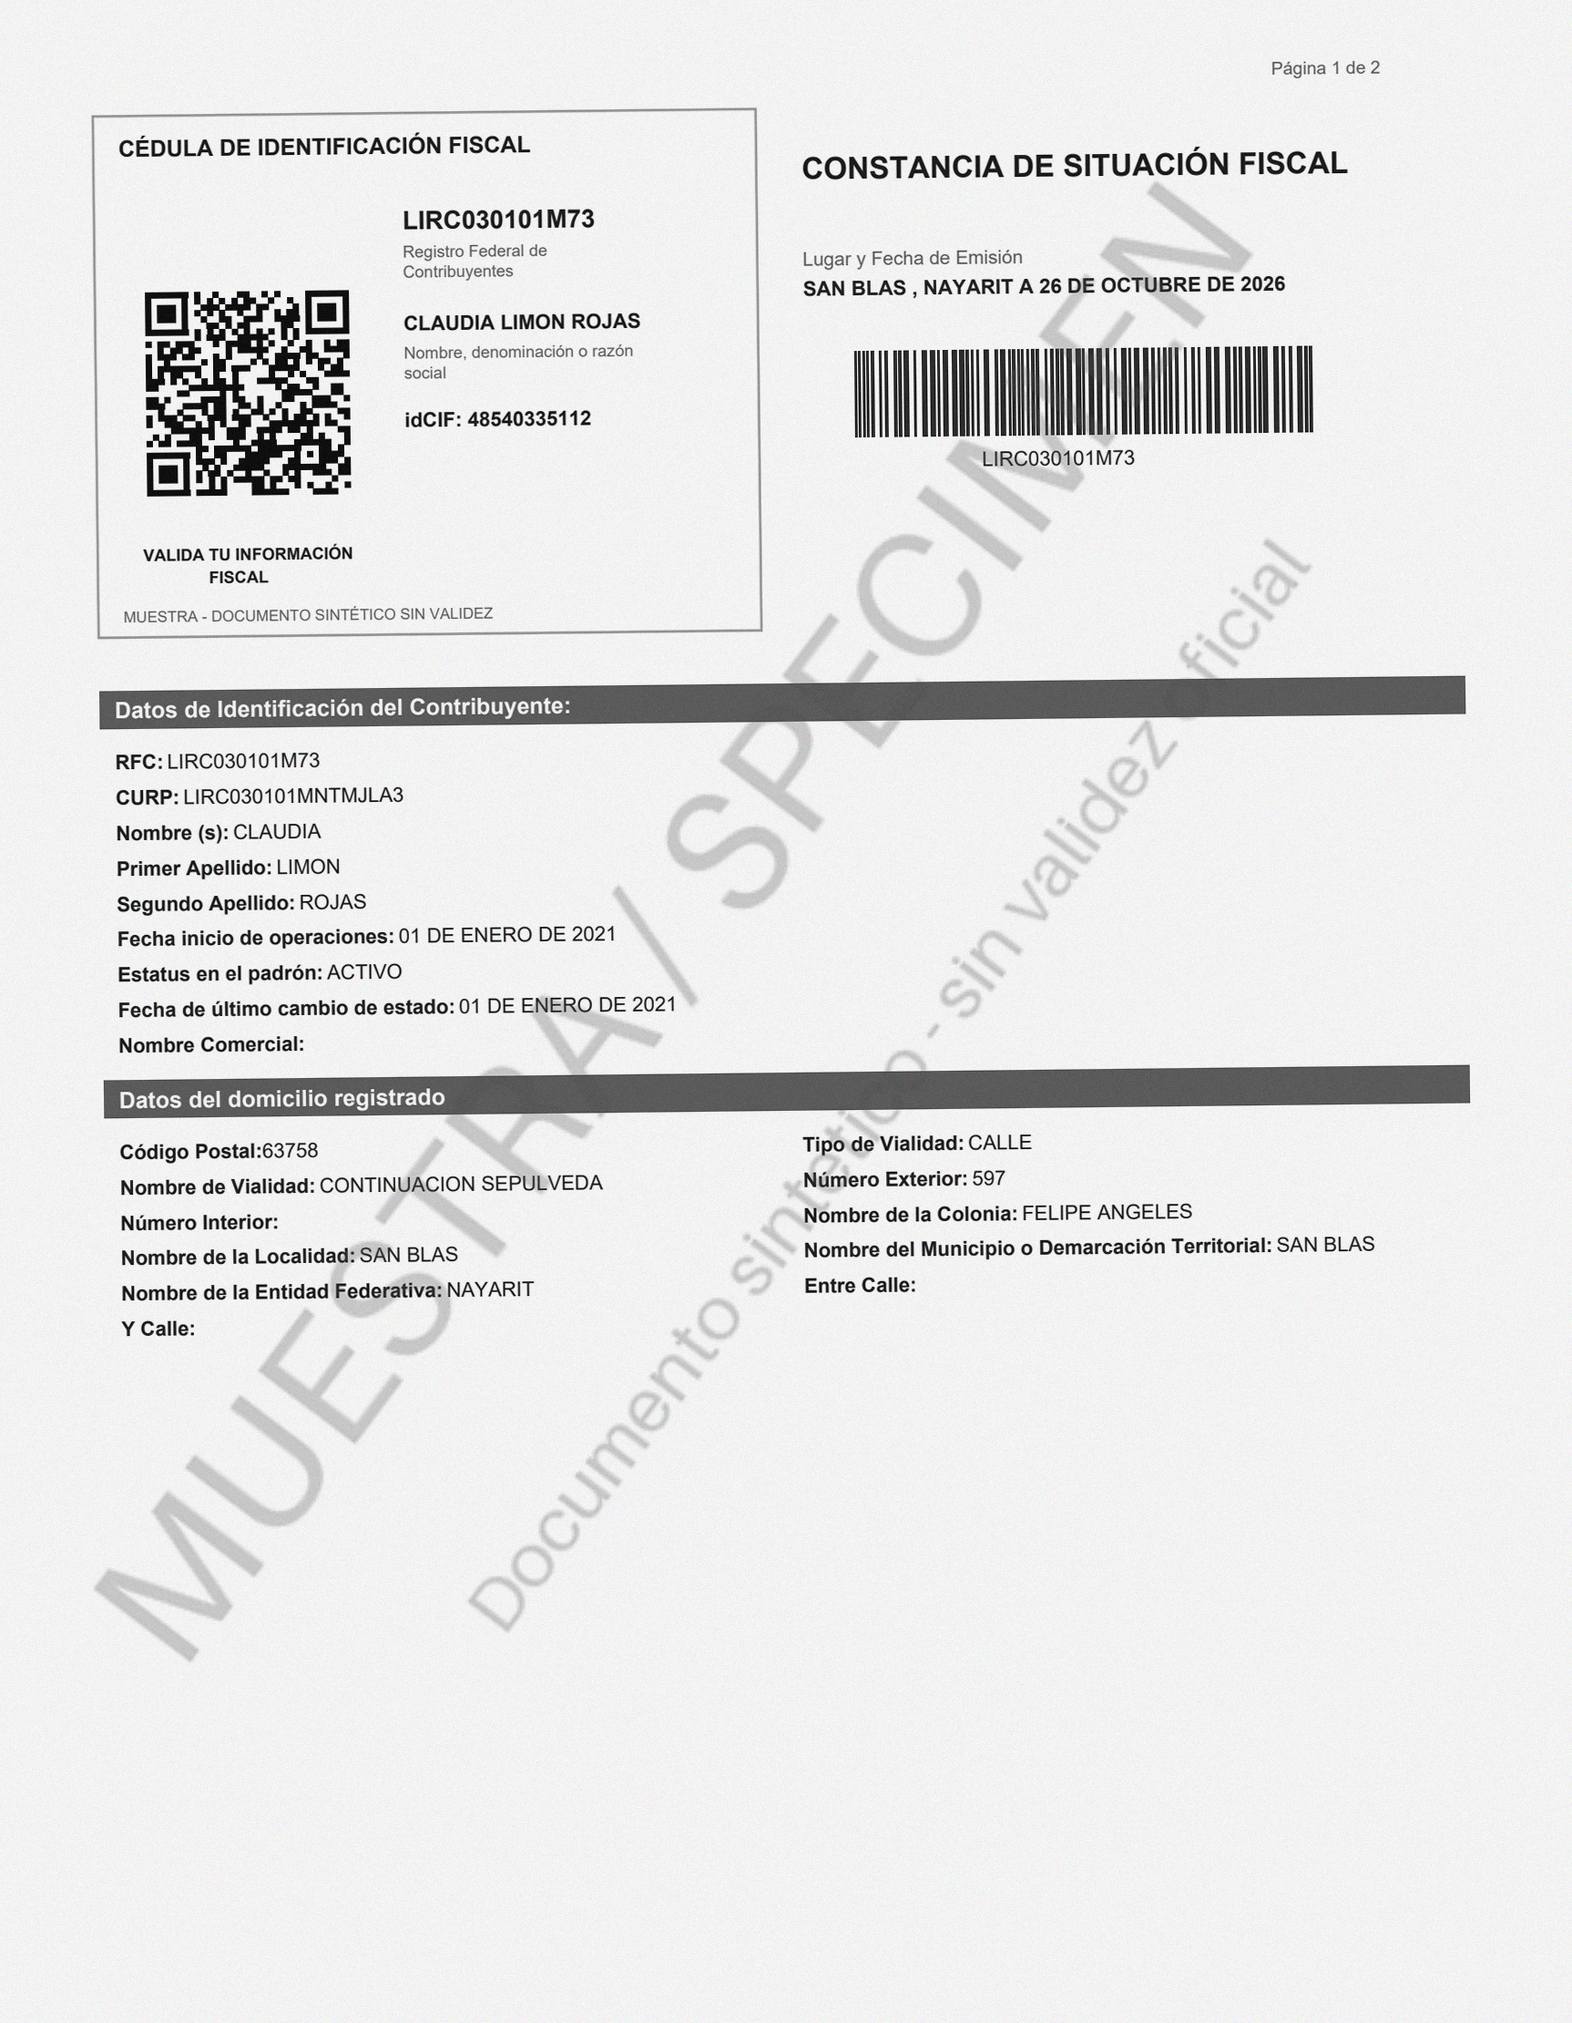 Página 1 de 2
CÉDULA DE IDENTIFICACIÓN FISCAL
LIRC030101M73
Registro Federal de
Contribuyentes
CLAUDIA LIMON ROJAS
Nombre, denominación o razón
social
idCIF: 48540335112
VALIDA TU INFORMACIÓN
FISCAL
MUESTRA - DOCUMENTO SINTÉTICO SIN VALIDEZ
CONSTANCIA DE SITUACIÓN FISCAL
Lugar y Fecha de Emisión
SAN BLAS , NAYARIT A 26 DE OCTUBRE DE 2026
LIRC030101M73
Datos de Identificación del Contribuyente:
RFC: LIRC030101M73
CURP: LIRC030101MNTMJLA3
Nombre (s): CLAUDIA
Primer Apellido: LIMON
Segundo Apellido: ROJAS
Fecha inicio de operaciones: 01 DE ENERO DE 2021
Estatus en el padrón: ACTIVO
Fecha de último cambio de estado: 01 DE ENERO DE 2021
Nombre Comercial:
Datos del domicilio registrado
Código Postal:63758
Tipo de Vialidad: CALLE
Nombre de Vialidad: CONTINUACION SEPULVEDA
Número Exterior: 597
Número Interior:
Nombre de la Colonia: FELIPE ANGELES
Nombre de la Localidad: SAN BLAS
Nombre del Municipio o Demarcación Territorial: SAN BLAS
Nombre de la Entidad Federativa: NAYARIT
Entre Calle:
Y Calle:
MUESTRA / SPECIMEN
Documento sintetico - sin validez oficial